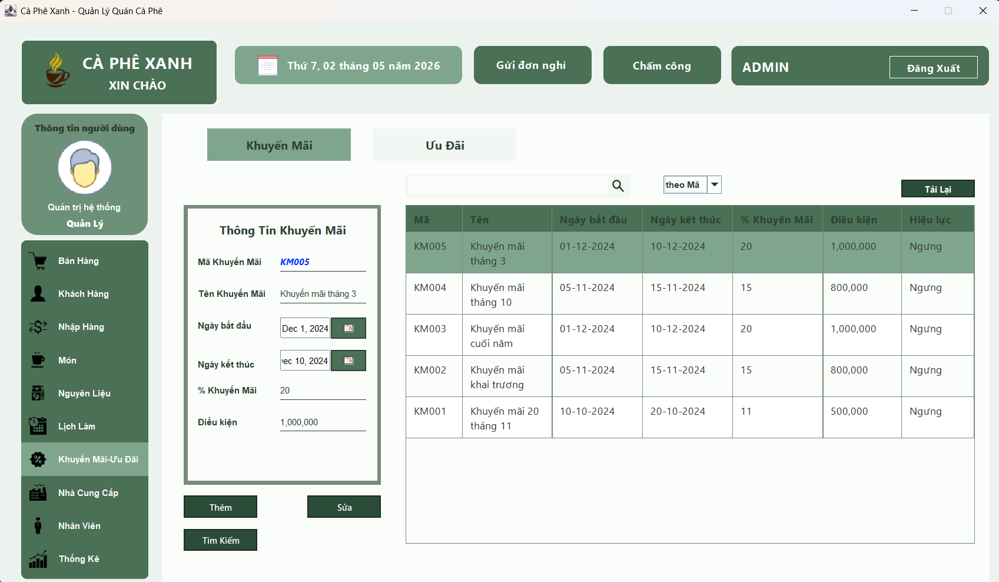 Cà Phê Xanh - Quản Lý Quán Cà Phê
CÀ PHÊ XANH
XIN CHÀO
Thứ 7, 02 tháng 05 năm 2026
Gửi đơn nghỉ
Chấm công
ADMIN
Đăng Xuất
Thông tin người dùng
Quản trị hệ thống
Quản Lý
Bán Hàng
Khách Hàng
Nhập Hàng
Món
Nguyên Liệu
Lịch Làm
Khuyến Mãi-Ưu Đãi
Nhà Cung Cấp
Nhân Viên
Thống Kê
Khuyến Mãi
Ưu Đãi
theo Mã
Tải Lại
Thông Tin Khuyến Mãi
Mã Khuyến Mãi KM005
Tên Khuyến Mãi Khuyến mãi tháng 3
Ngày bắt đầu Dec 1, 2024
Ngày kết thúc ec 10, 2024
% Khuyến Mãi 20
Điều kiện 1,000,000
Thêm
Sửa
Tìm Kiếm
Mã Tên Ngày bắt đầu Ngày kết thúc % Khuyến Mãi Điều kiện Hiệu lực
KM005 Khuyến mãi 01-12-2024 10-12-2024 20 1,000,000 Ngưng
tháng 3
KM004 Khuyến mãi 05-11-2024 15-11-2024 15 800,000 Ngưng
tháng 10
KM003 Khuyến mãi 01-12-2024 10-12-2024 20 1,000,000 Ngưng
cuối năm
KM002 Khuyến mãi 05-11-2024 15-11-2024 15 800,000 Ngưng
khai trương
KM001 Khuyến mãi 20 10-10-2024 20-10-2024 11 500,000 Ngưng
tháng 11